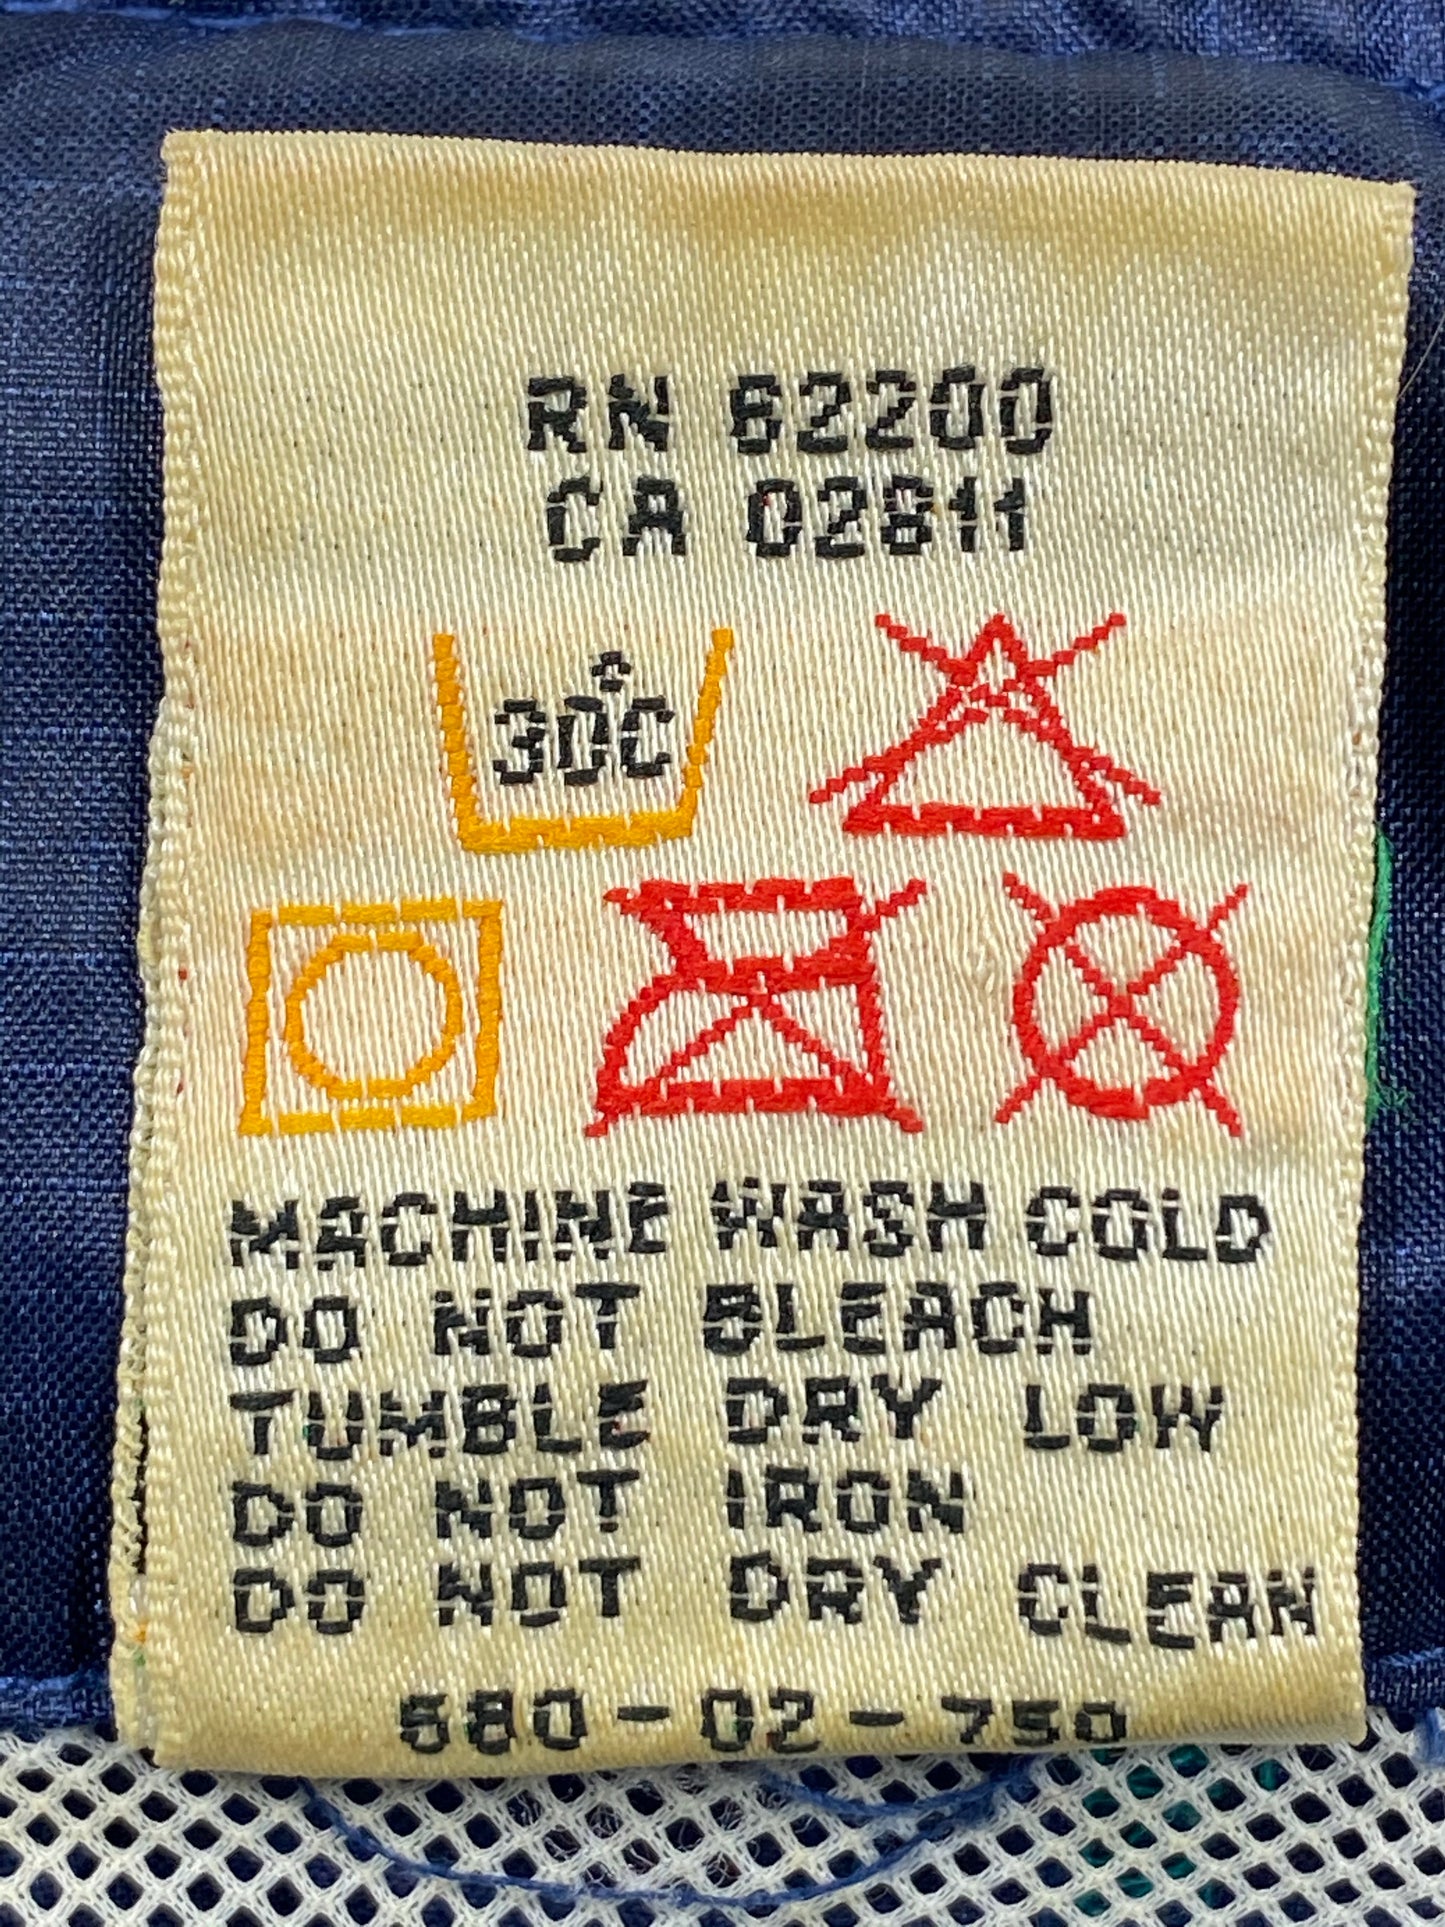 RN 62200
CA 02811
30°C
MACHINE WASH COLD
DO NOT BLEACH
TUMBLE DRY LOW
DO NOT IRON
DO NOT DRY CLEAN
680-02-750